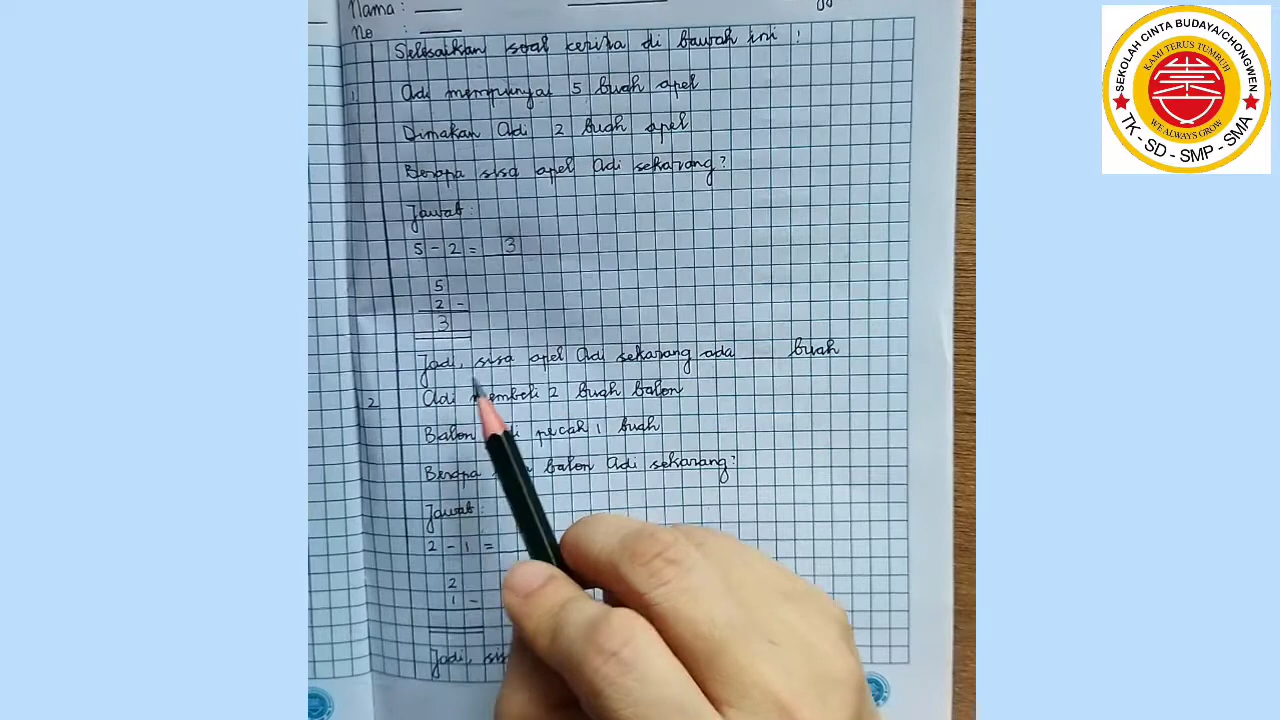 Nama :
No :
Selesaikan soal cerita di bawah ini !
Adi mempunyai 5 buah apel
Dimakan Adi 2 buah apel
Berapa sisa apel Adi sekarang?
Jawab :
5 - 2 = 3
5
2 -
3
Jadi, sisa apel Adi sekarang ada buah
2 Adi membeli 2 buah balon
Balon pecah 1 buah
Berapa balon Adi sekarang?
Jawab :
2 - 1 =
2
1 -
Jadi, sis
SEKOLAH CINTA BUDAYA/CHONGWEN
KAMI TERUS TUMBUH
WE ALWAYS GROW
TK - SD - SMP - SMA